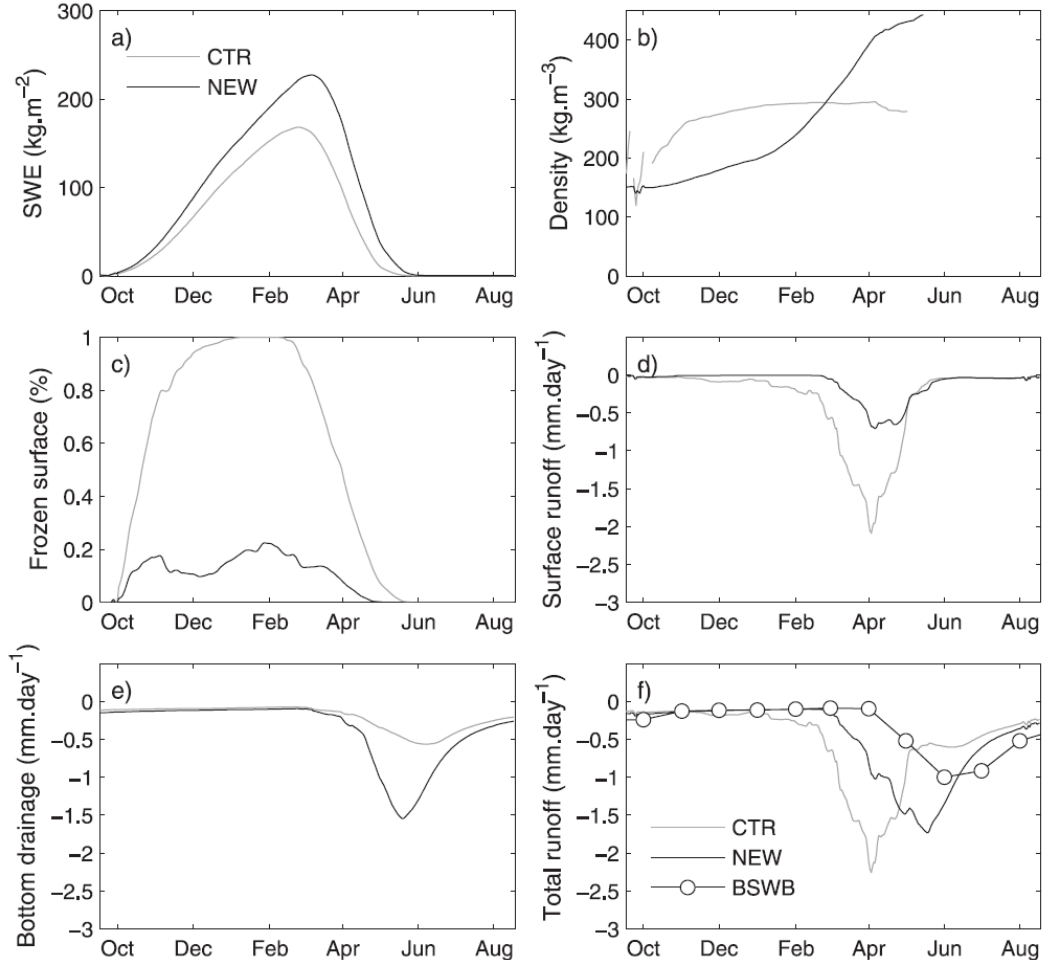 a)
CTR
NEW
SWE (kg.m−2)
300
200
100
0
Oct Dec Feb Apr Jun Aug
b)
Density (kg.m−3)
400
300
200
100
0
Oct Dec Feb Apr Jun Aug
c)
Frozen surface (%)
1
0.8
0.6
0.4
0.2
0
Oct Dec Feb Apr Jun Aug
d)
Surface runoff (mm.day−1)
0
−0.5
−1
−1.5
−2
−2.5
−3
Oct Dec Feb Apr Jun Aug
e)
Bottom drainage (mm.day−1)
0
−0.5
−1
−1.5
−2
−2.5
−3
Oct Dec Feb Apr Jun Aug
f)
Total runoff (mm.day−1)
0
−0.5
−1
−1.5
−2
−2.5
−3
CTR
NEW
BSWB
Oct Dec Feb Apr Jun Aug